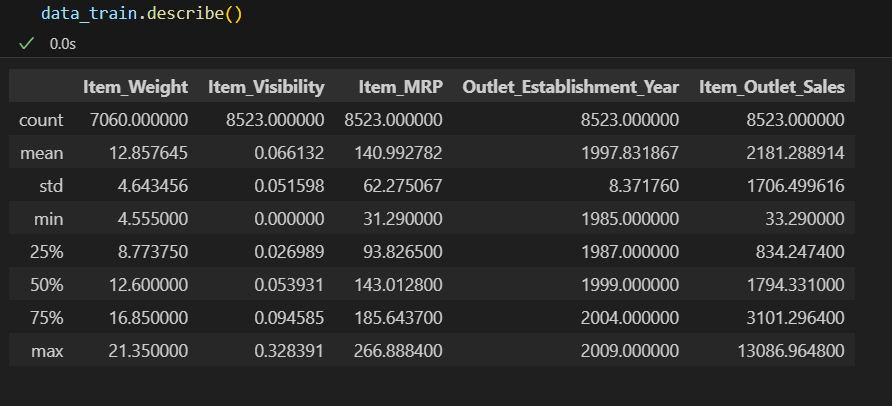 data_train.describe()
0.0s
Item_Weight Item_Visibility Item_MRP Outlet_Establishment_Year Item_Outlet_Sales
count 7060.000000 8523.000000 8523.000000 8523.000000 8523.000000
mean 12.857645 0.066132 140.992782 1997.831867 2181.288914
std 4.643456 0.051598 62.275067 8.371760 1706.499616
min 4.555000 0.000000 31.290000 1985.000000 33.290000
25% 8.773750 0.026989 93.826500 1987.000000 834.247400
50% 12.600000 0.053931 143.012800 1999.000000 1794.331000
75% 16.850000 0.094585 185.643700 2004.000000 3101.296400
max 21.350000 0.328391 266.888400 2009.000000 13086.964800